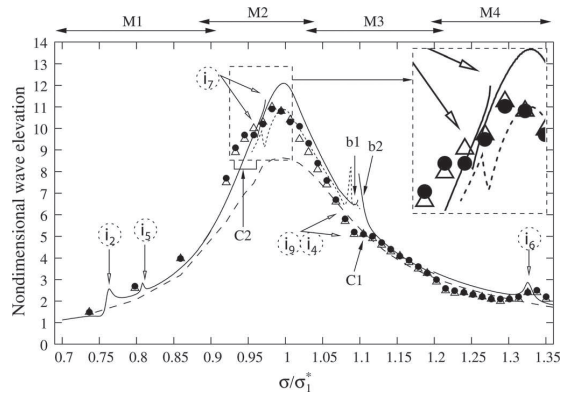 M1 M2 M3 M4
14
13
12
11
10
9
8
7
6
5
4
3
2
1
0
Nondimensional wave elevation
i7
b1 b2
C2
i2 i5
i9 i4
C1
i6
0.7 0.75 0.8 0.85 0.9 0.95 1 1.05 1.1 1.15 1.2 1.25 1.3 1.35
σ/σ₁*